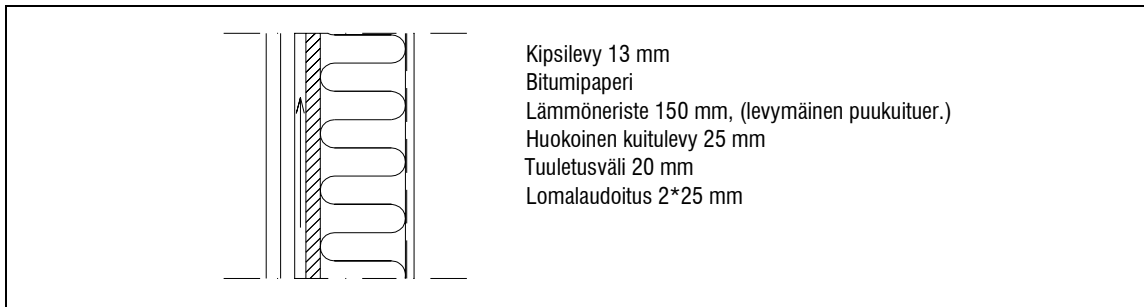 Kipsilevy 13 mm
Bitumipaperi
Lämmöneriste 150 mm, (levymäinen puukuituer.)
Huokoinen kuitulevy 25 mm
Tuuletusväli 20 mm
Lomalaudoitus 2*25 mm